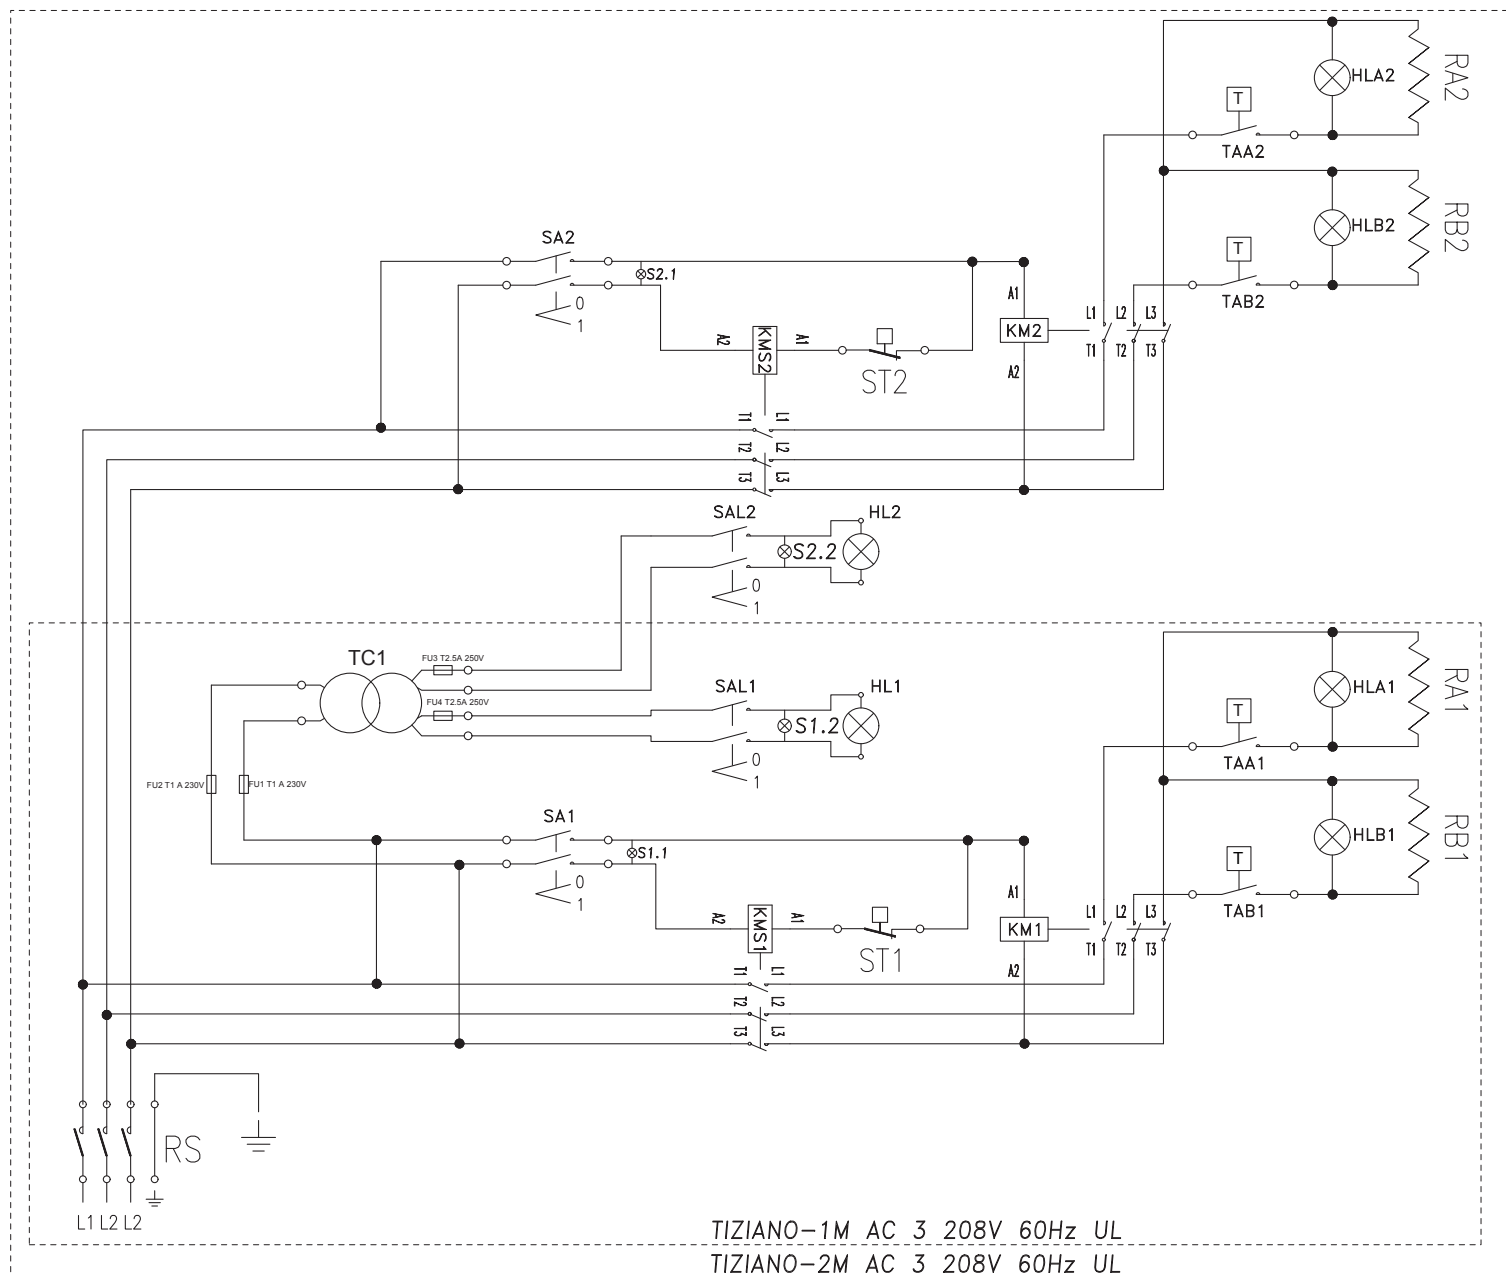 RA2
HLA2
T
TAA2
RB2
HLB2
T
TAB2
SA2
S2.1
0
1
A1
L1 L2 L3
KM2
T1 T2 T3
A2
A2
KMS2
A1
ST2
T1 L1
T2 L2
T3 L3
SAL2
HL2
S2.2
0
1
TC1
FU3 T2.5A 250V
FU4 T2.5A 250V
SAL1
HL1
S1.2
0
1
RA1
HLA1
T
TAA1
RB1
HLB1
T
TAB1
FU2 T1 A 230V
FU1 T1 A 230V
SA1
S1.1
0
1
A1
L1 L2 L3
KM1
T1 T2 T3
A2
A2
KMS1
A1
ST1
T1 L1
T2 L2
T3 L3
RS
L1 L2 L2
TIZIANO-1M AC 3 208V 60Hz UL
TIZIANO-2M AC 3 208V 60Hz UL